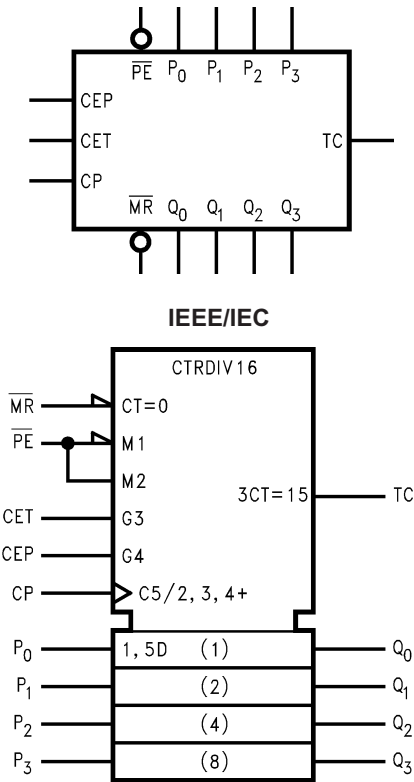 PE P0 P1 P2 P3
CEP
CET TC
CP
MR Q0 Q1 Q2 Q3
IEEE/IEC
CTRDIV16
MR CT=0
PE M1
M2
3CT=15 TC
CET G3
CEP G4
CP C5/2,3,4+
P0 1,5D (1) Q0
P1 (2) Q1
P2 (4) Q2
P3 (8) Q3